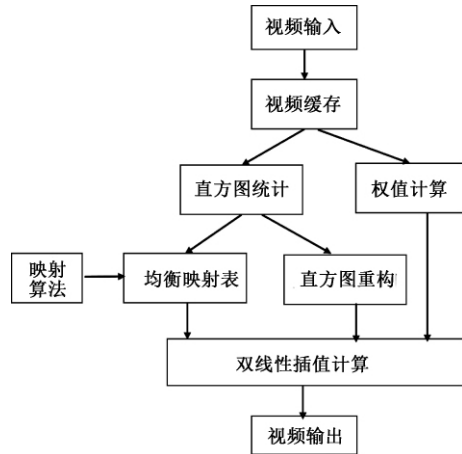 视频输入
视频缓存
直方图统计
权值计算
映射
算法
均衡映射表
直方图重构
双线性插值计算
视频输出